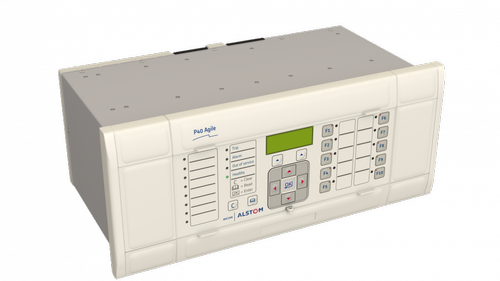 P40 Agile
Trip
Alarm
Out of service
Healthy
= Clear
= Read
= Enter
OK
C
ALSTOM
F1
F2
F3
F4
F5
F6
F7
F8
F9
F10